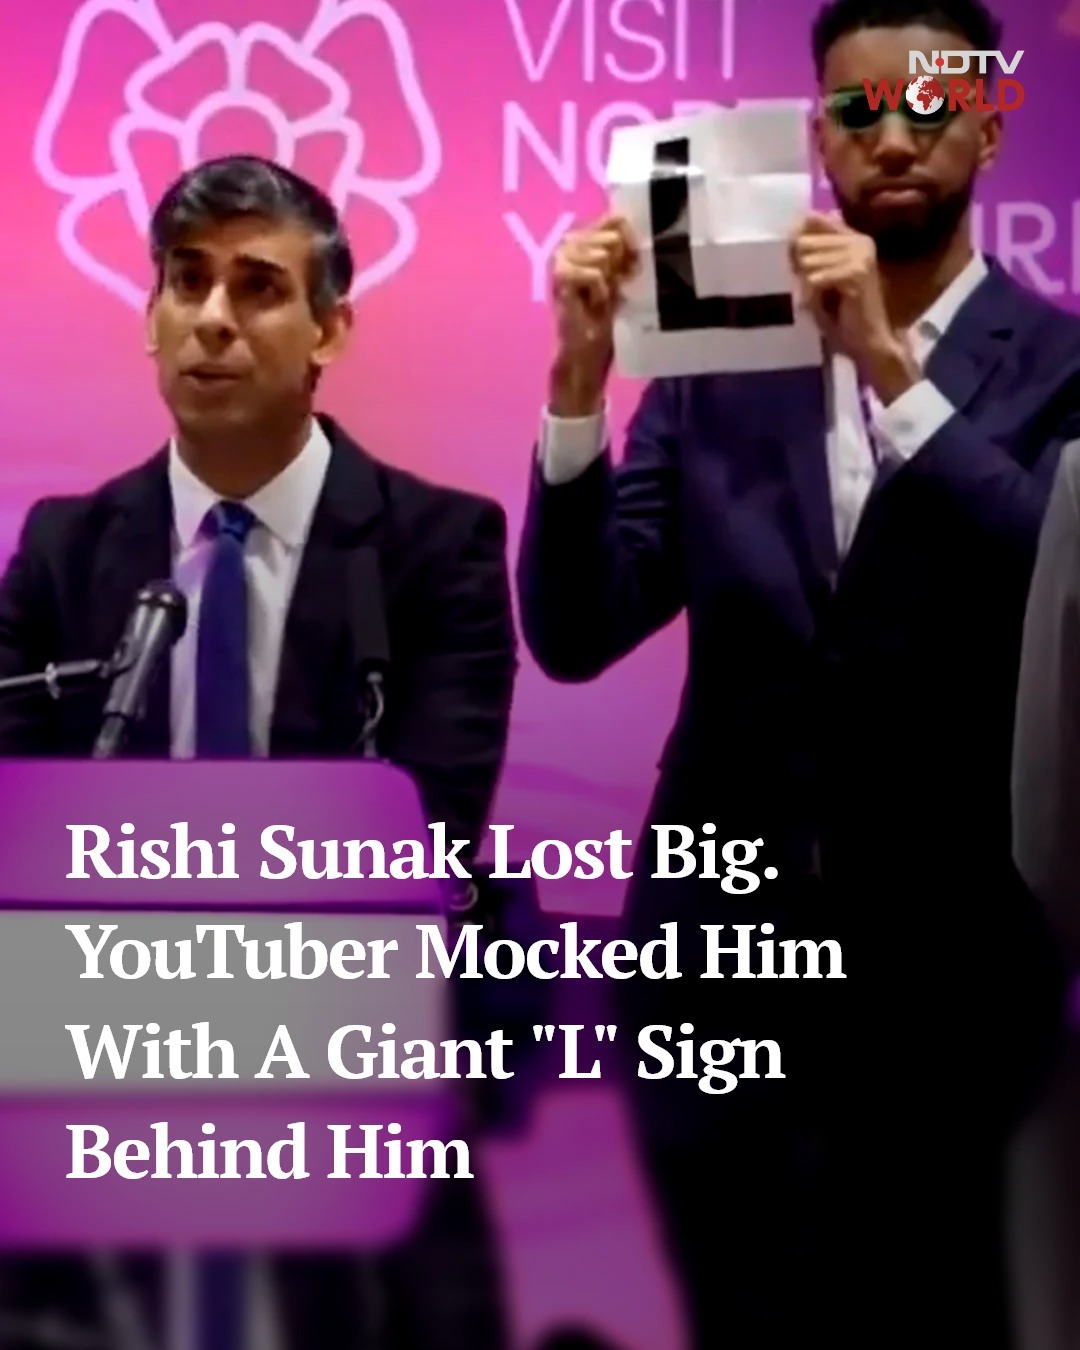 NDTV
WORLD
VISIT
L
Rishi Sunak Lost Big.
YouTuber Mocked Him
With A Giant "L" Sign
Behind Him